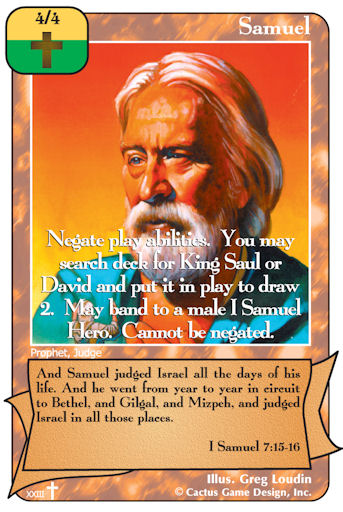 4/4
Samuel
Negate play abilities. You may
search deck for King Saul or
David and put it in play to draw
2. May band to a male I Samuel
Hero. Cannot be negated.
Prophet, Judge
And Samuel judged Israel all the days of his
life. And he went from year to year in circuit
to Bethel, and Gilgal, and Mizpeh, and judged
Israel in all those places.
I Samuel 7:15-16
XXIII
Illus. Greg Loudin
© Cactus Game Design, Inc.